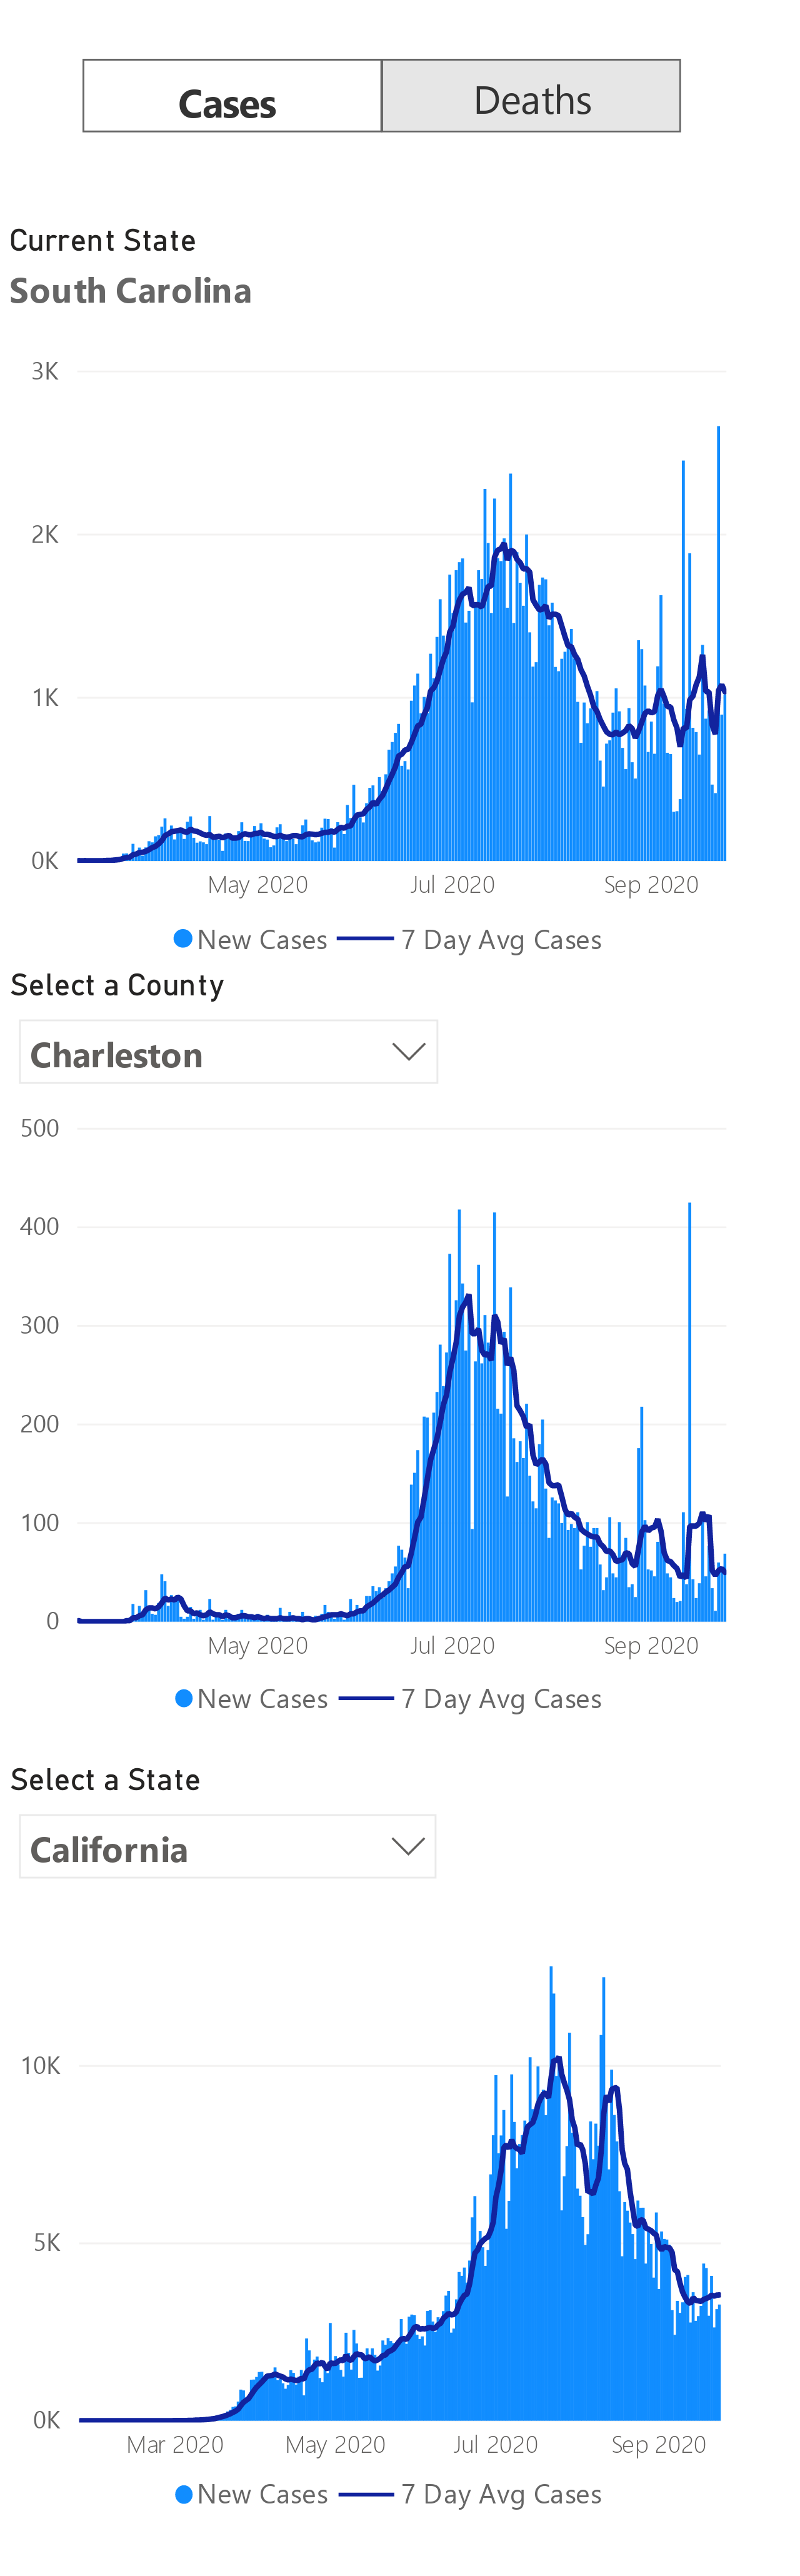 Cases Deaths
Current State
South Carolina
3K
2K
1K
0K
May 2020 Jul 2020 Sep 2020
New Cases 7 Day Avg Cases
Select a County
Charleston
500
400
300
200
100
0
May 2020 Jul 2020 Sep 2020
New Cases 7 Day Avg Cases
Select a State
California
10K
5K
0K
Mar 2020 May 2020 Jul 2020 Sep 2020
New Cases 7 Day Avg Cases